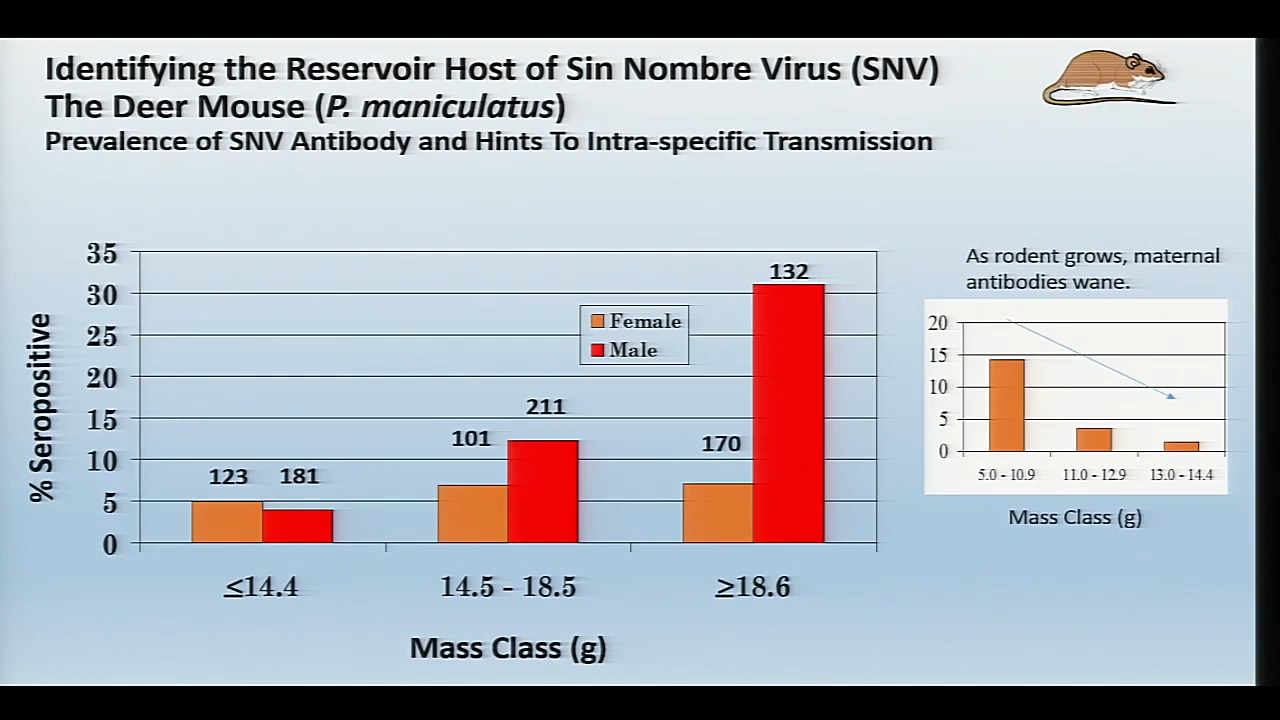 Identifying the Reservoir Host of Sin Nombre Virus (SNV)
The Deer Mouse (P. maniculatus)
Prevalence of SNV Antibody and Hints To Intra-specific Transmission
% Seropositive
35
30
25
20
15
10
5
0
123
181
101
211
170
132
Female
Male
≤14.4
14.5 - 18.5
≥18.6
Mass Class (g)
As rodent grows, maternal
antibodies wane.
20
15
10
5
0
5.0 - 10.9
11.0 - 12.9
13.0 - 14.4
Mass Class (g)